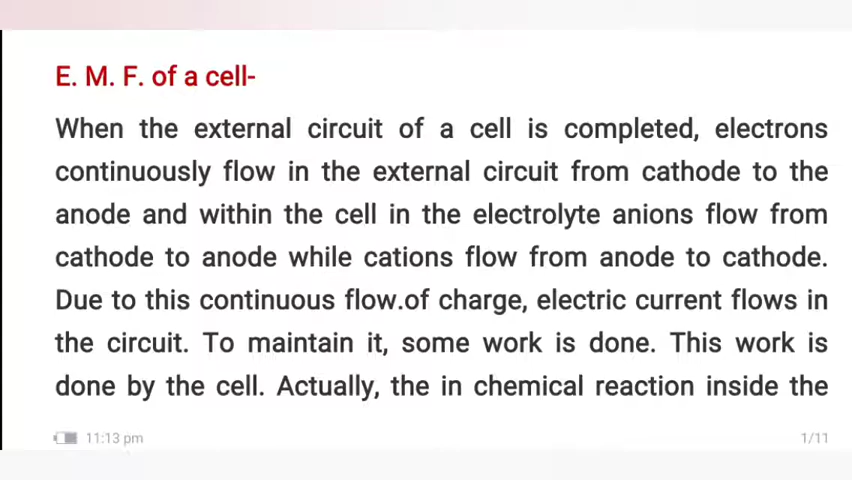 E. M. F. of a cell-
When the external circuit of a cell is completed, electrons
continuously flow in the external circuit from cathode to the
anode and within the cell in the electrolyte anions flow from
cathode to anode while cations flow from anode to cathode.
Due to this continuous flow.of charge, electric current flows in
the circuit. To maintain it, some work is done. This work is
done by the cell. Actually, the in chemical reaction inside the
11:13 pm
1/11